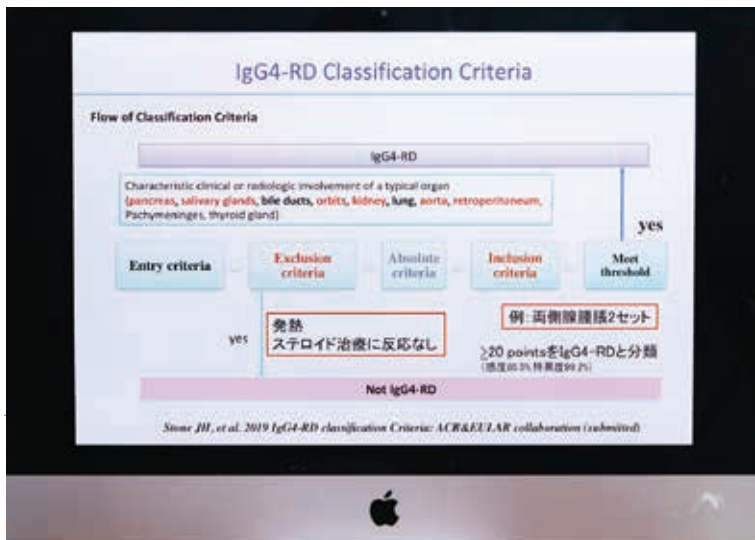 IgG4-RD Classification Criteria
Flow of Classification Criteria
IgG4-RD
Characteristic clinical or radiologic involvement of a typical organ
(pancreas, salivary glands, bile ducts, orbits, kidney, lung, aorta, retroperitoneum,
Pachymeninges, thyroid gland)
yes
Entry criteria
Exclusion
criteria
Absolute
criteria
Inclusion
criteria
Meet
threshold
yes
発熱
ステロイド治療に反応なし
例:両側腺腫脹2セット
≥20 pointsをIgG4-RDと分類
Not IgG4-RD
Stone JH, et al. 2019 IgG4-RD classification Criteria: ACR&EULAR collaboration (submitted)